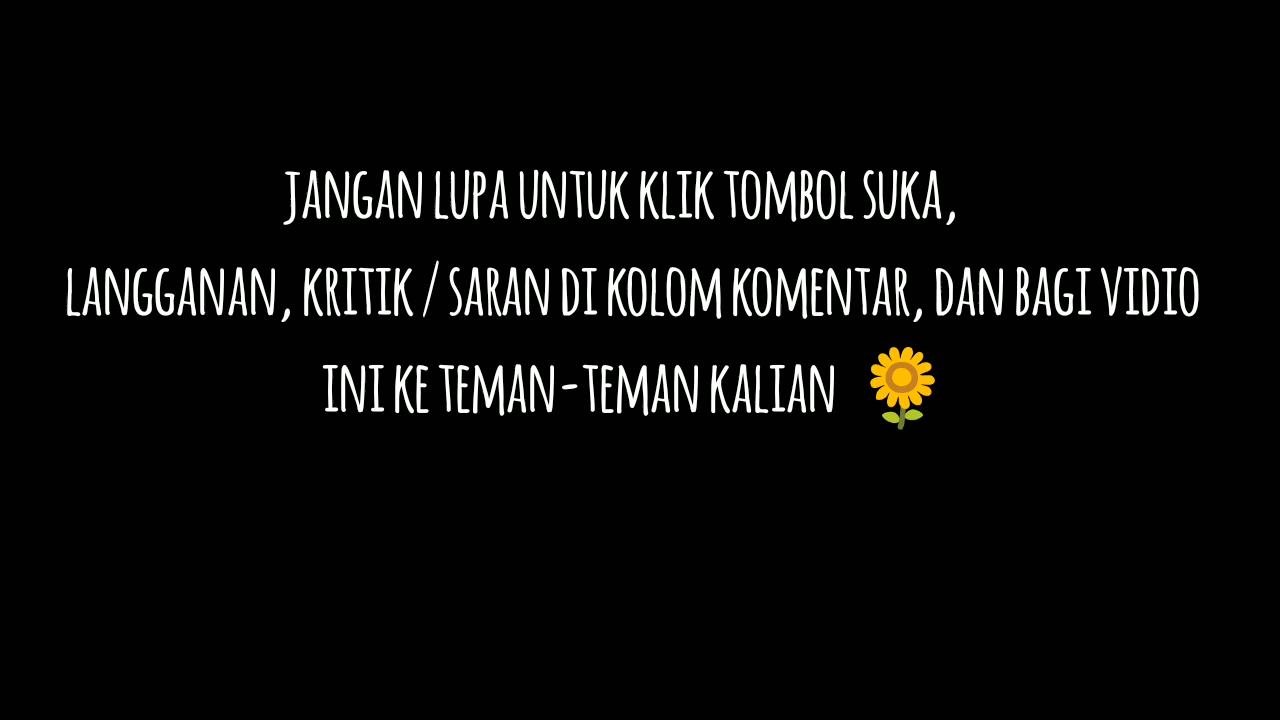 JANGAN LUPA UNTUK KLIK TOMBOL SUKA,
LANGGANAN, KRITIK / SARAN DI KOLOM KOMENTAR, DAN BAGI VIDIO
INI KE TEMAN-TEMAN KALIAN 🌻